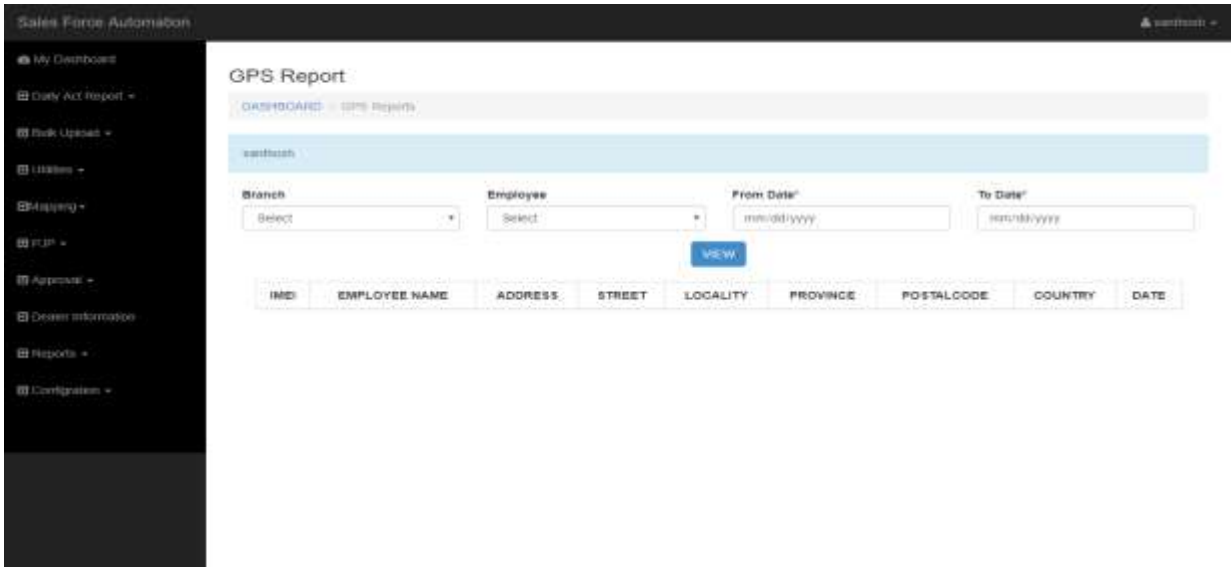 Sales Force Automation
santhosh
My Dashboard
Daily Act Report
Bulk Upload
Utilities
Mapping
PJP
Approval
Dealer Information
Reports
Configration
GPS Report
DASHBOARD / GPS Reports
santhosh
Branch Employee From Date* To Date*
Select Select mm/dd/yyyy mm/dd/yyyy
VIEW
IMEI EMPLOYEE NAME ADDRESS STREET LOCALITY PROVINCE POSTALCODE COUNTRY DATE